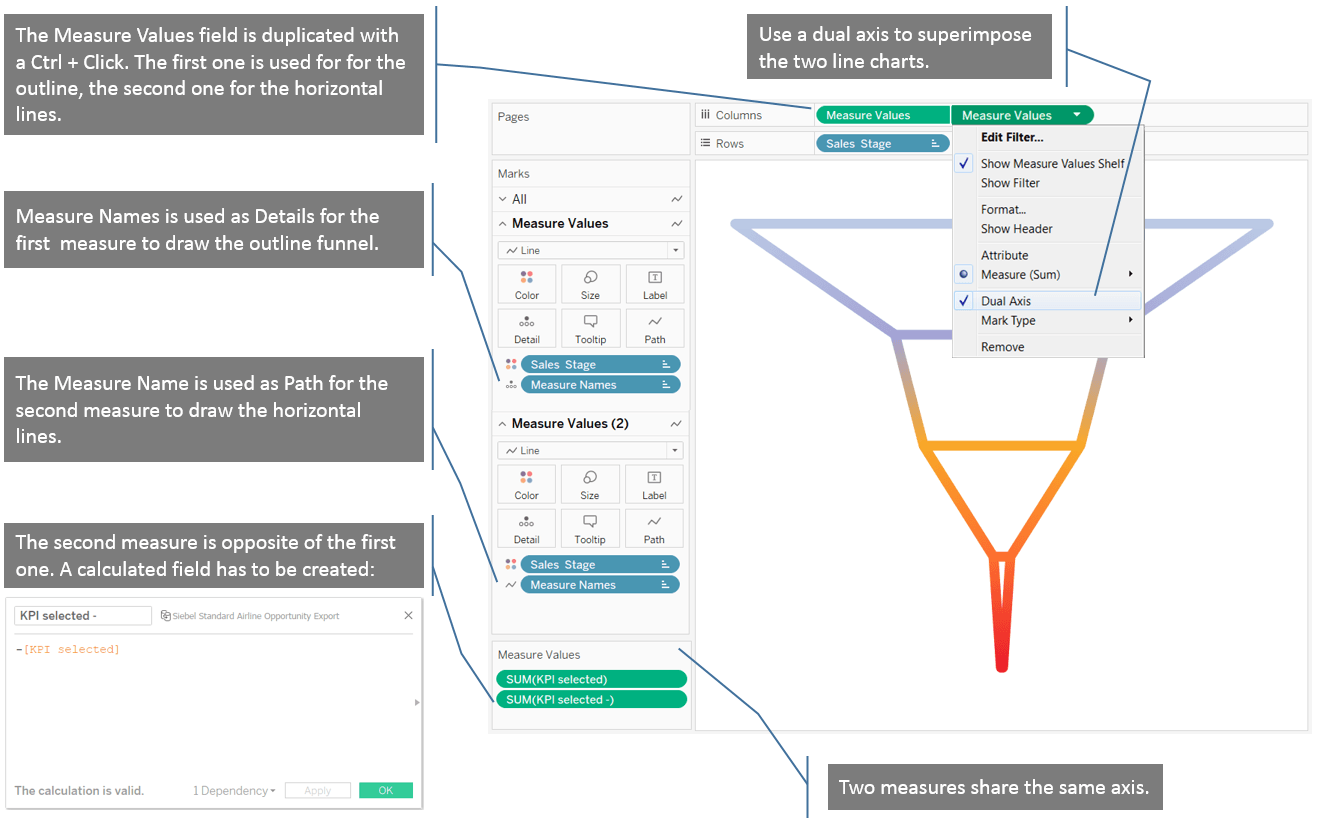 The Measure Values field is duplicated with
a Ctrl + Click. The first one is used for for the
outline, the second one for the horizontal
lines.
Use a dual axis to superimpose
the two line charts.
Measure Names is used as Details for the
first  measure to draw the outline funnel.
The Measure Name is used as Path for the
second measure to draw the horizontal
lines.
The second measure is opposite of the first
one. A calculated field has to be created:
KPI selected -
Siebel Standard Airline Opportunity Export
-[KPI selected]
The calculation is valid.
1 Dependency
Apply
OK
Pages
Columns
Measure Values
Measure Values
Rows
Sales Stage
Edit Filter...
Show Measure Values Shelf
Show Filter
Format...
Show Header
Attribute
Measure (Sum)
Dual Axis
Mark Type
Remove
Marks
All
Measure Values
Line
Color
Size
Label
Detail
Tooltip
Path
Sales Stage
Measure Names
Measure Values (2)
Line
Color
Size
Label
Detail
Tooltip
Path
Sales Stage
Measure Names
Measure Values
SUM(KPI selected)
SUM(KPI selected -)
Two measures share the same axis.